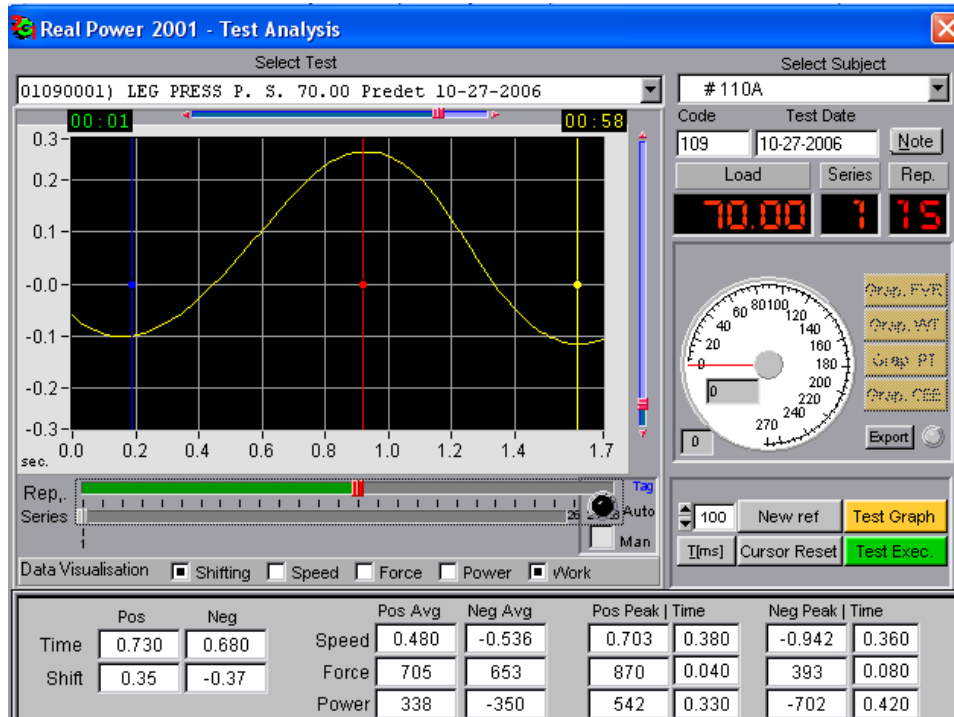 Real Power 2001 - Test Analysis
Select Test
01090001) LEG PRESS P. S. 70.00 Predet 10-27-2006
Select Subject
#110A
Code Test Date
109 10-27-2006 Note
Load Series Rep.
70.00 1 15
00:01 00:58
0.3
0.2
0.1
-0.0
-0.1
-0.2
-0.3
sec. 0.0 0.2 0.4 0.6 0.8 1.0 1.2 1.4 1.7
0 20 40 60 80 100 120 140 160 180 200 220 240 270
0
0
Grap. PT
Export
Rep,.
Series
1
26
Tag
Auto
Man
100 New ref Test Graph
T[ms] Cursor Reset Test Exec.
Data Visualisation Shifting Speed Force Power Work
Pos Neg
Time 0.730 0.680
Shift 0.35 -0.37
Pos Avg Neg Avg Pos Peak | Time Neg Peak | Time
Speed 0.480 -0.536 0.703 0.380 -0.942 0.360
Force 705 653 870 0.040 393 0.080
Power 338 -350 542 0.330 -702 0.420